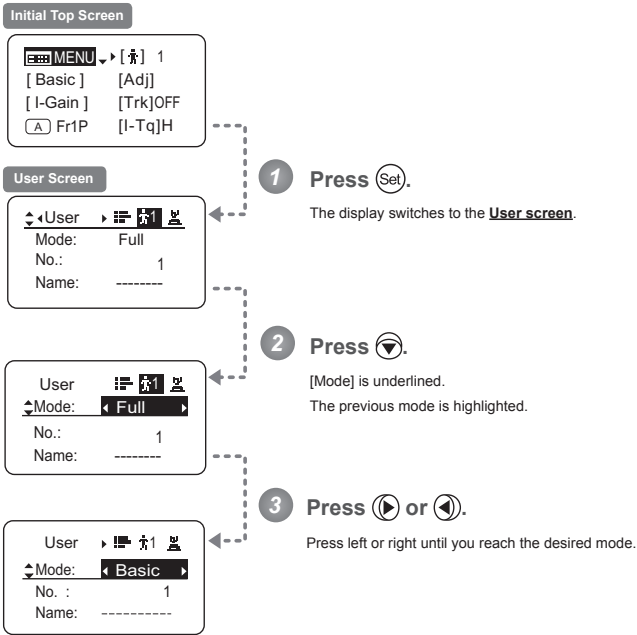 Initial Top Screen
MENU [ ] 1
[ Basic ] [Adj]
[ I-Gain ] [Trk]OFF
A Fr1P [I-Tq]H
1 Press Set.
The display switches to the User screen.
User Screen
User 1
Mode: Full
No.: 1
Name: --------
2 Press .
[Mode] is underlined.
The previous mode is highlighted.
User 1
Mode: Full
No.: 1
Name: --------
3 Press or .
Press left or right until you reach the desired mode.
User 1
Mode: Basic
No. : 1
Name: ----------